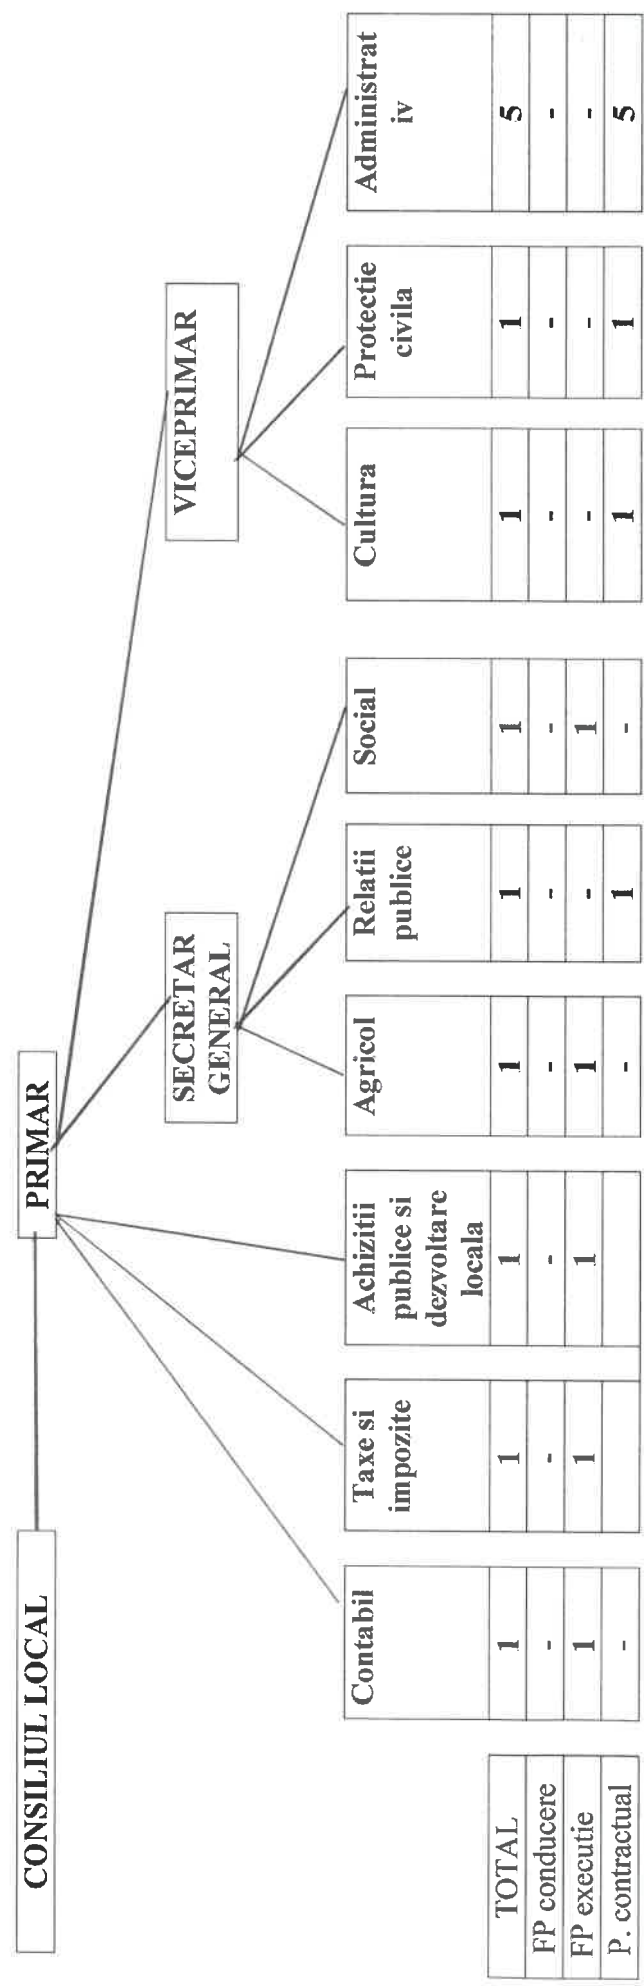 CONSILIUL LOCAL
PRIMAR
SECRETAR
GENERAL
VICEPRIMAR
Contabil
Taxe si
impozite
Achizitii
publice si
dezvoltare
locala
Agricol
Relatii
publice
Social
Cultura
Protectie
civila
Administrat
iv
TOTAL 1 1 1 1 1 1 1 1 5
FP conducere - - - - - - - - -
FP executie 1 1 1 1 - 1 - - -
P. contractual - - 1 - 1 1 5